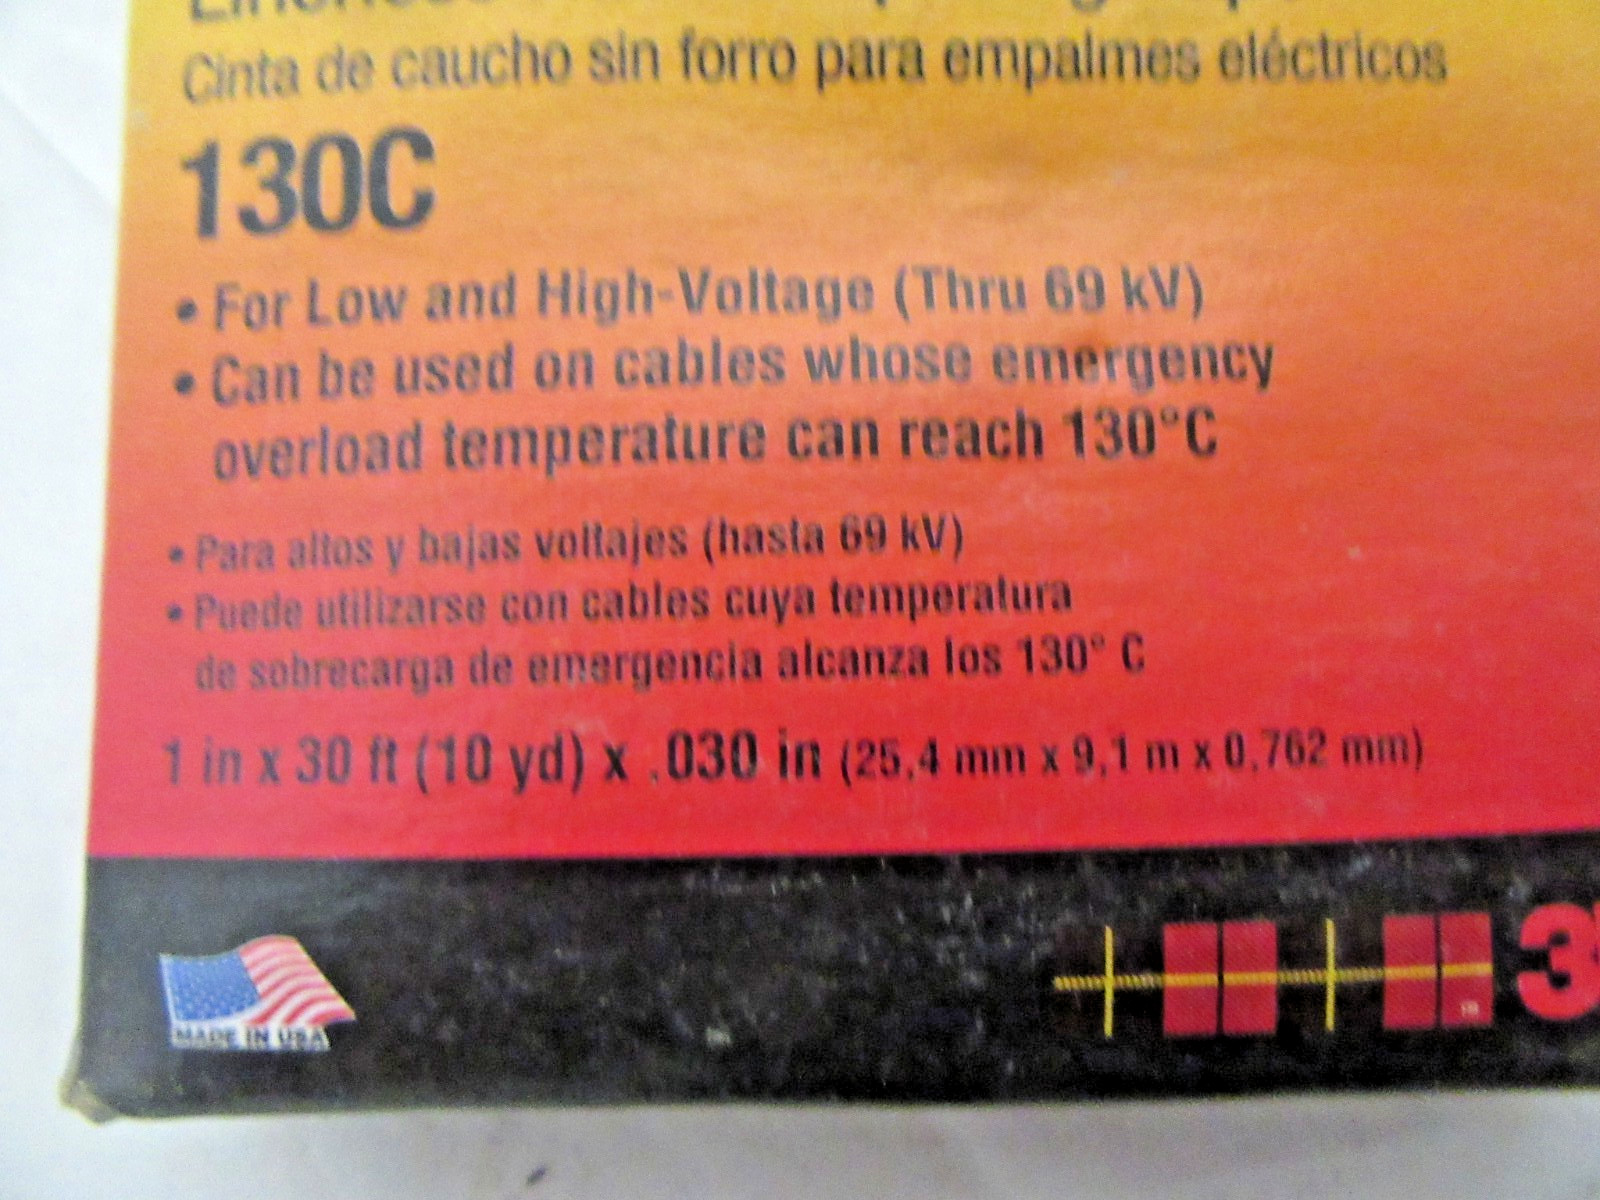 Cinta de caucho sin forro para empalmes eléctricos
130C
• For Low and High-Voltage (Thru 69 kV)
• Can be used on cables whose emergency
overload temperature can reach 130°C
• Para altos y bajas voltajes (hasta 69 kV)
• Puede utilizarse con cables cuya temperatura
de sobrecarga de emergencia alcanza los 130° C
1 in x 30 ft (10 yd) x .030 in (25,4 mm x 9,1 m x 0,762 mm)
MADE IN USA
3